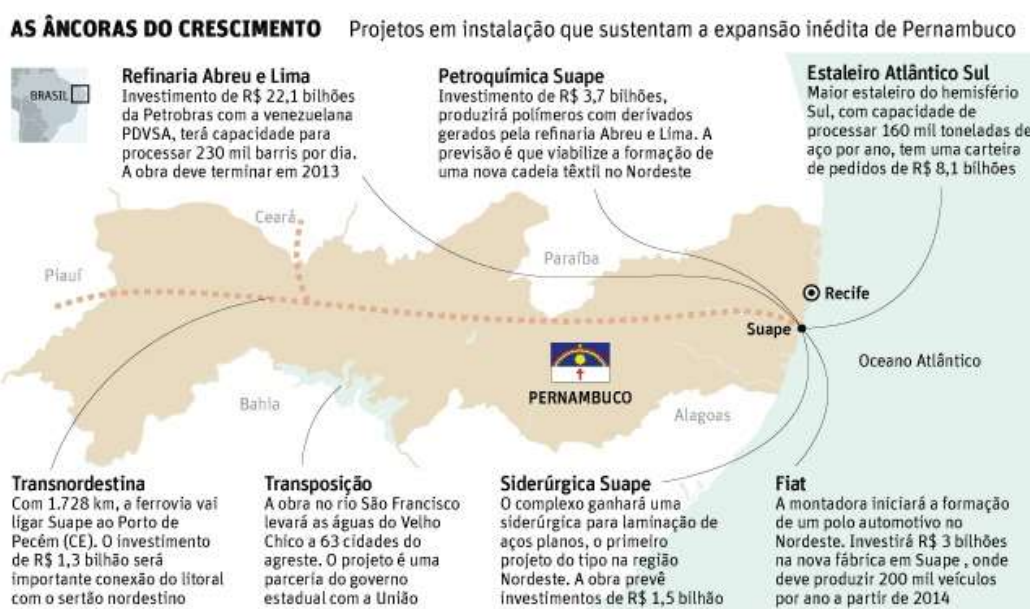 AS ÂNCORAS DO CRESCIMENTO Projetos em instalação que sustentam a expansão inédita de Pernambuco
BRASIL
Refinaria Abreu e Lima
Investimento de R$ 22,1 bilhões
da Petrobras com a venezuelana
PDVSA, terá capacidade para
processar 230 mil barris por dia.
A obra deve terminar em 2013
Petroquímica Suape
Investimento de R$ 3,7 bilhões,
produzirá polímeros com derivados
gerados pela refinaria Abreu e Lima. A
previsão é que viabilize a formação de
uma nova cadeia têxtil no Nordeste
Estaleiro Atlântico Sul
Maior estaleiro do hemisfério
Sul, com capacidade de
processar 160 mil toneladas de
aço por ano, tem uma carteira
de pedidos de R$ 8,1 bilhões
Ceará
Piauí
Paraíba
Recife
Suape
Oceano Atlântico
PERNAMBUCO
Bahia
Alagoas
Transnordestina
Com 1.728 km, a ferrovia vai
ligar Suape ao Porto de
Pecém (CE). O investimento
de R$ 1,3 bilhão será
importante conexão do litoral
com o sertão nordestino
Transposição
A obra no rio São Francisco
levará as águas do Velho
Chico a 63 cidades do
agreste. O projeto é uma
parceria do governo
estadual com a União
Siderúrgica Suape
O complexo ganhará uma
siderúrgica para laminação de
aços planos, o primeiro
projeto do tipo na região
Nordeste. A obra prevê
investimentos de R$ 1,5 bilhão
Fiat
A montadora iniciará a formação
de um polo automotivo no
Nordeste. Investirá R$ 3 bilhões
na nova fábrica em Suape , onde
deve produzir 200 mil veículos
por ano a partir de 2014